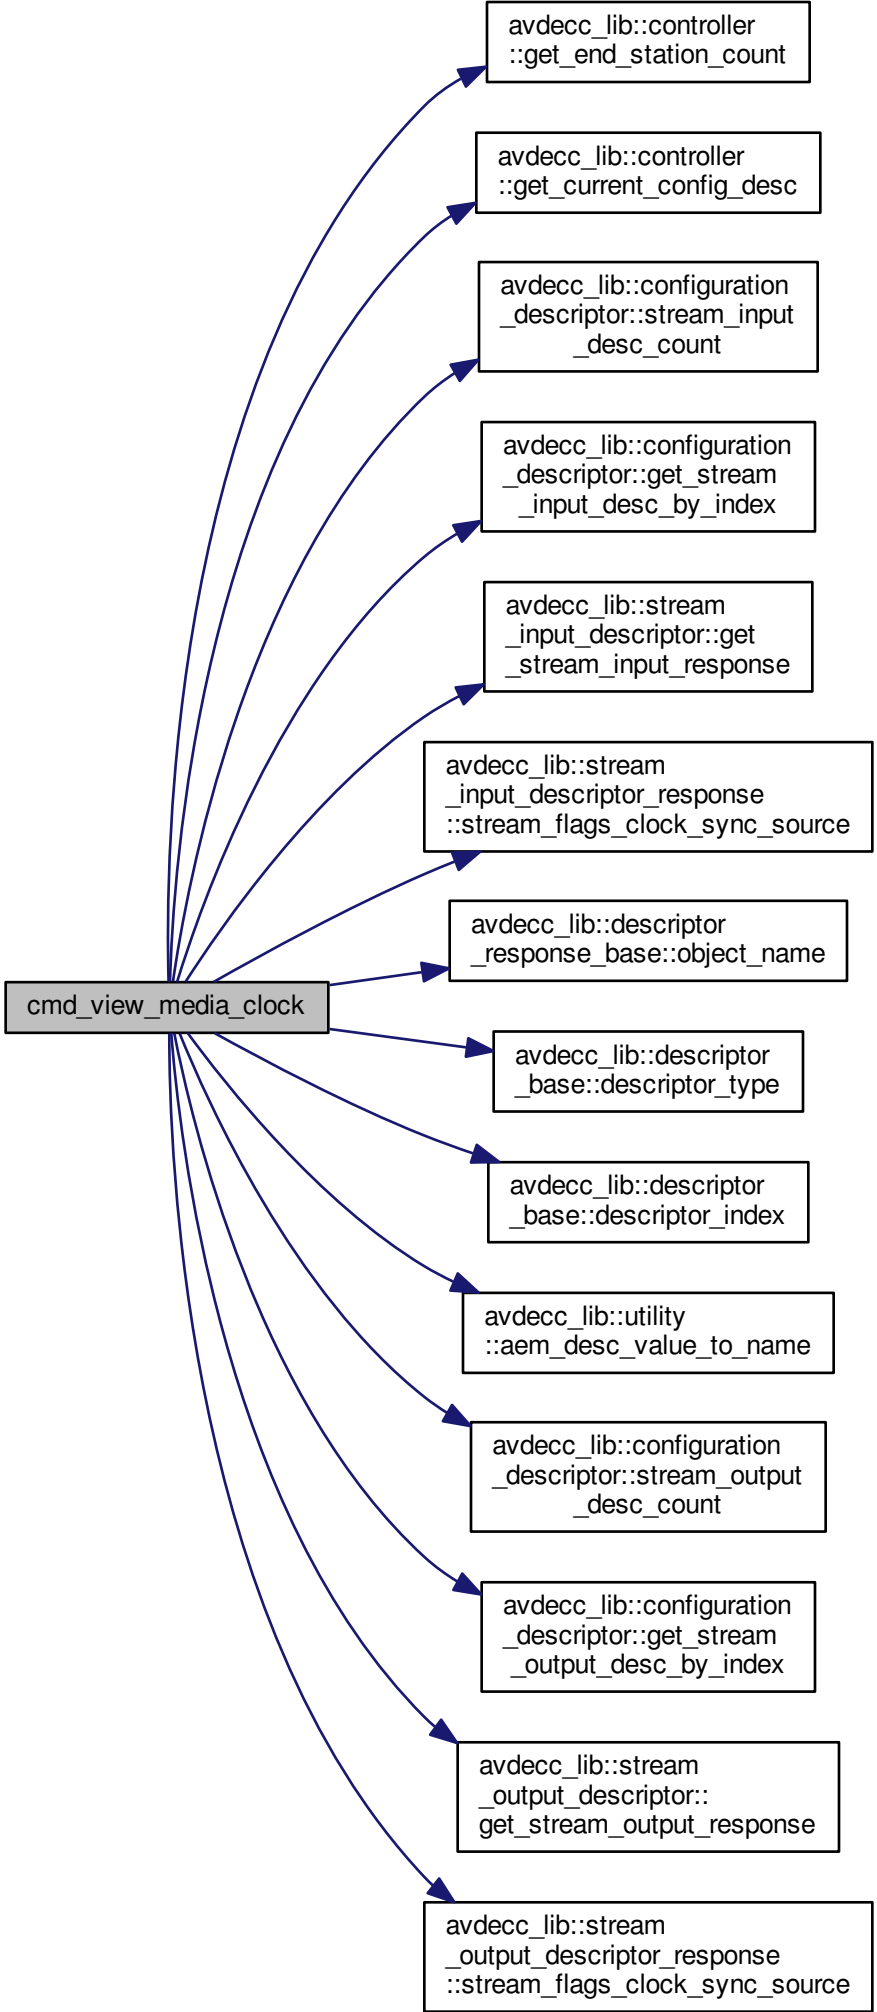 avdecc_lib::controller
::get_end_station_count
avdecc_lib::controller
::get_current_config_desc
avdecc_lib::configuration
_descriptor::stream_input
_desc_count
avdecc_lib::configuration
_descriptor::get_stream
_input_desc_by_index
avdecc_lib::stream
_input_descriptor::get
_stream_input_response
avdecc_lib::stream
_input_descriptor_response
::stream_flags_clock_sync_source
avdecc_lib::descriptor
_response_base::object_name
cmd_view_media_clock
avdecc_lib::descriptor
_base::descriptor_type
avdecc_lib::descriptor
_base::descriptor_index
avdecc_lib::utility
::aem_desc_value_to_name
avdecc_lib::configuration
_descriptor::stream_output
_desc_count
avdecc_lib::configuration
_descriptor::get_stream
_output_desc_by_index
avdecc_lib::stream
_output_descriptor::
get_stream_output_response
avdecc_lib::stream
_output_descriptor_response
::stream_flags_clock_sync_source